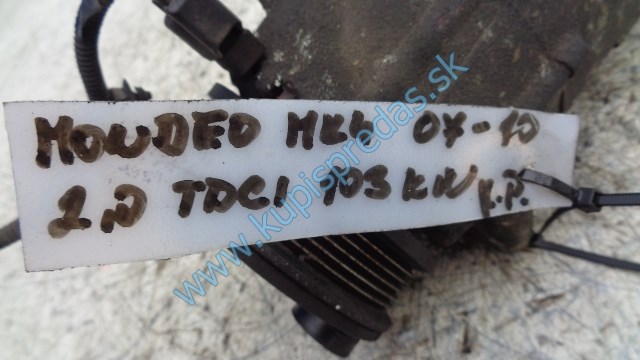 MONDEO MK4 07-10
2.0 TDCI 103 KW K.P.
www.kupispredas.sk